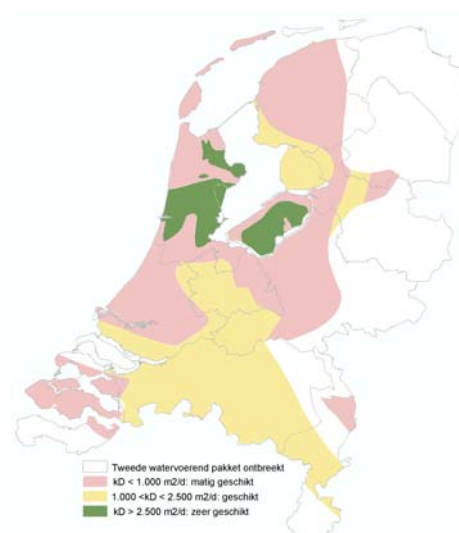 Tweede watervoerend pakket ontbreekt
kD < 1.000 m2/d: matig geschikt
1.000 <kD < 2.500 m2/d: geschikt
kD > 2.500 m2/d: zeer geschikt